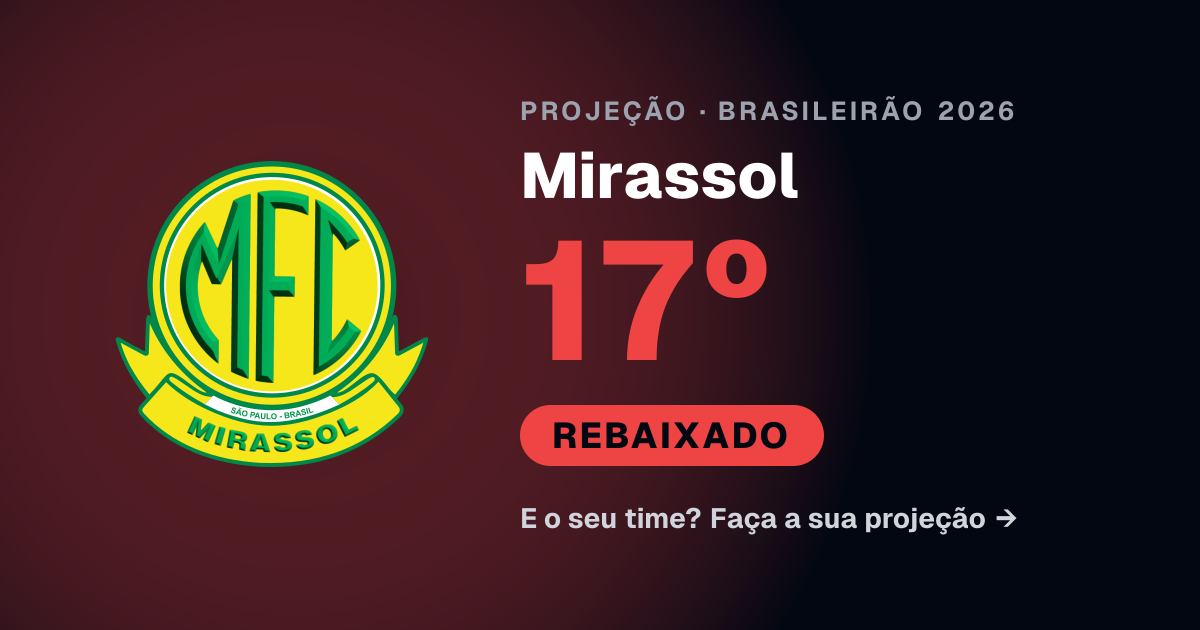 MFC
SÃO PAULO - BRASIL
MIRASSOL
PROJEÇÃO · BRASILEIRÃO 2026
Mirassol
17º
REBAIXADO
E o seu time? Faça a sua projeção →